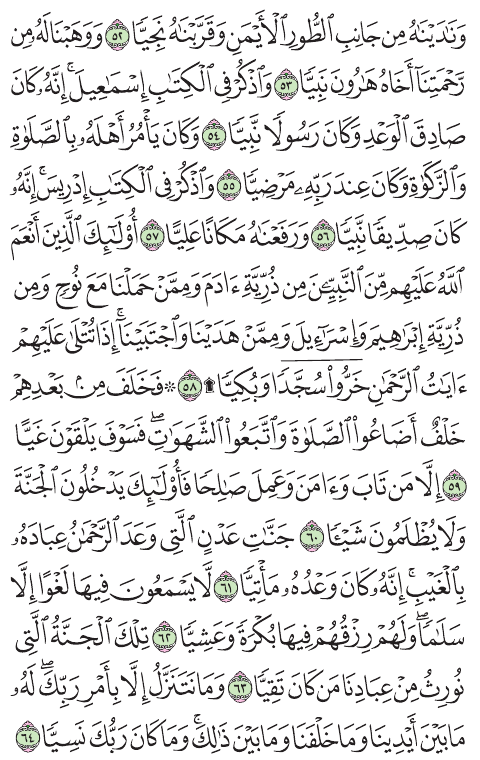 وَنَٰدَيْنَٰهُ مِن جَانِبِ ٱلطُّورِ ٱلْأَيْمَنِ وَقَرَّبْنَٰهُ نَجِيًّا ٥٢ وَوَهَبْنَا لَهُۥ مِن
رَّحْمَتِنَآ أَخَاهُ هَٰرُونَ نَبِيًّا ٥٣ وَٱذْكُرْ فِى ٱلْكِتَٰبِ إِسْمَٰعِيلَ ۚ إِنَّهُۥ كَانَ
صَادِقَ ٱلْوَعْدِ وَكَانَ رَسُولًا نَّبِيًّا ٥٤ وَكَانَ يَأْمُرُ أَهْلَهُۥ بِٱلصَّلَوٰةِ
وَٱلزَّكَوٰةِ وَكَانَ عِندَ رَبِّهِۦ مَرْضِيًّا ٥٥ وَٱذْكُرْ فِى ٱلْكِتَٰبِ إِدْرِيسَ ۚ إِنَّهُۥ
كَانَ صِدِّيقًا نَّبِيًّا ٥٦ وَرَفَعْنَٰهُ مَكَانًا عَلِيًّا ٥٧ أُو۟لَٰٓئِكَ ٱلَّذِينَ أَنْعَمَ
ٱللَّهُ عَلَيْهِم مِّنَ ٱلنَّبِيِّۦنَ مِن ذُرِّيَّةِ ءَادَمَ وَمِمَّنْ حَمَلْنَا مَعَ نُوحٍ وَمِن
ذُرِّيَّةِ إِبْرَٰهِيمَ وَإِسْرَٰٓءِيلَ وَمِمَّنْ هَدَيْنَا وَٱجْتَبَيْنَآ ۚ إِذَا تُتْلَىٰ عَلَيْهِمْ
ءَايَٰتُ ٱلرَّحْمَٰنِ خَرُّوا۟ سُجَّدًا وَبُكِيًّا ۩ ٥٨ ۞ فَخَلَفَ مِنۢ بَعْدِهِمْ
خَلْفٌ أَضَاعُوا۟ ٱلصَّلَوٰةَ وَٱتَّبَعُوا۟ ٱلشَّهَوَٰتِ ۖ فَسَوْفَ يَلْقَوْنَ غَيًّا
٥٩ إِلَّا مَن تَابَ وَءَامَنَ وَعَمِلَ صَٰلِحًا فَأُو۟لَٰٓئِكَ يَدْخُلُونَ ٱلْجَنَّةَ
وَلَا يُظْلَمُونَ شَيْـًٔا ٦٠ جَنَّٰتِ عَدْنٍ ٱلَّتِى وَعَدَ ٱلرَّحْمَٰنُ عِبَادَهُۥ
بِٱلْغَيْبِ ۚ إِنَّهُۥ كَانَ وَعْدُهُۥ مَأْتِيًّا ٦١ لَّا يَسْمَعُونَ فِيهَا لَغْوًا إِلَّا
سَلَٰمًا ۖ وَلَهُمْ رِزْقُهُمْ فِيهَا بُكْرَةً وَعَشِيًّا ٦٢ تِلْكَ ٱلْجَنَّةُ ٱلَّتِى
نُورِثُ مِنْ عِبَادِنَا مَن كَانَ تَقِيًّا ٦٣ وَمَا نَتَنَزَّلُ إِلَّا بِأَمْرِ رَبِّكَ ۖ لَهُۥ
مَا بَيْنَ أَيْدِينَا وَمَا خَلْفَنَا وَمَا بَيْنَ ذَٰلِكَ ۚ وَمَا كَانَ رَبُّكَ نَسِيًّا ٦٤